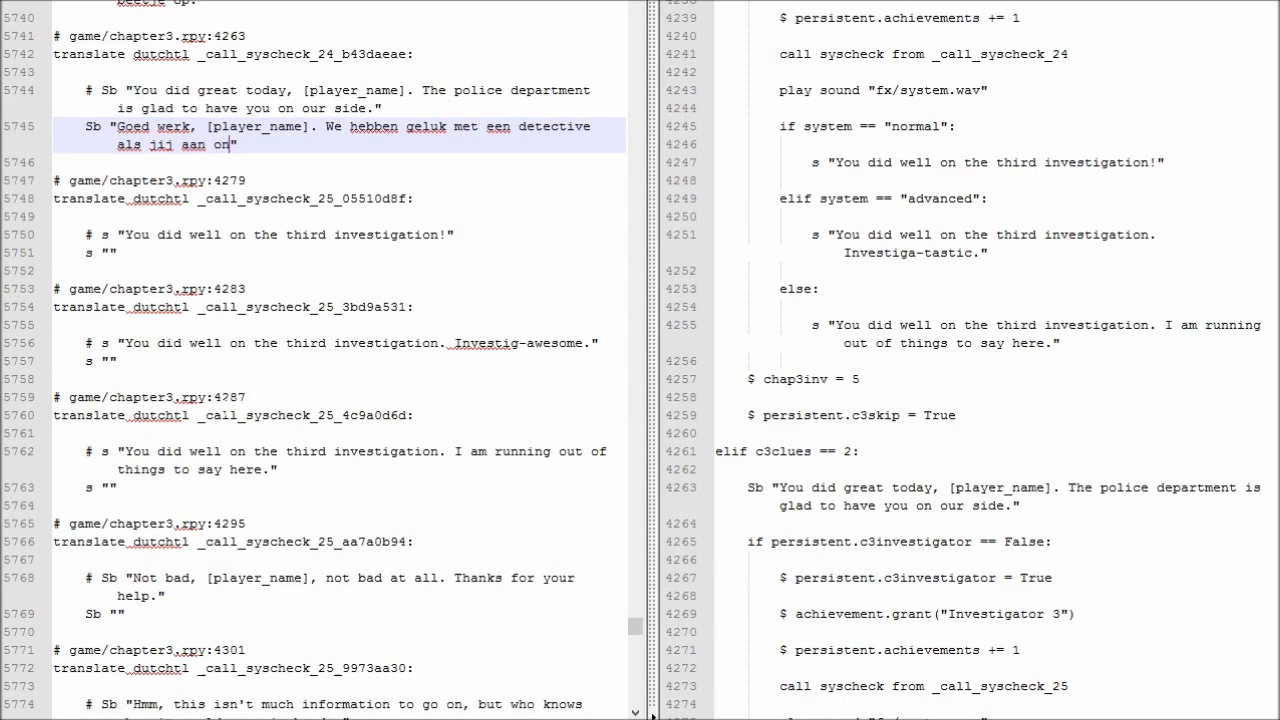 beetje op."
5740
5741 # game/chapter3.rpy:4263
5742 translate dutchtl _call_syscheck_24_b43daeae:
5743
5744 # Sb "You did great today, [player_name]. The police department
is glad to have you on our side."
5745 Sb "Goed werk, [player_name]. We hebben geluk met een detective
als jij aan on"
5746
5747 # game/chapter3.rpy:4279
5748 translate dutchtl _call_syscheck_25_05510d8f:
5749
5750 # s "You did well on the third investigation!"
5751 s ""
5752
5753 # game/chapter3.rpy:4283
5754 translate dutchtl _call_syscheck_25_3bd9a531:
5755
5756 # s "You did well on the third investigation. Investig-awesome."
5757 s ""
5758
5759 # game/chapter3.rpy:4287
5760 translate dutchtl _call_syscheck_25_4c9a0d6d:
5761
5762 # s "You did well on the third investigation. I am running out of
things to say here."
5763 s ""
5764
5765 # game/chapter3.rpy:4295
5766 translate dutchtl _call_syscheck_25_aa7a0b94:
5767
5768 # Sb "Not bad, [player_name], not bad at all. Thanks for your
help."
5769 Sb ""
5770
5771 # game/chapter3.rpy:4301
5772 translate dutchtl _call_syscheck_25_9973aa30:
5773
5774 # Sb "Hmm, this isn't much information to go on, but who knows
4239 $ persistent.achievements += 1
4240
4241 call syscheck from _call_syscheck_24
4242
4243 play sound "fx/system.wav"
4244
4245 if system == "normal":
4246
4247 s "You did well on the third investigation!"
4248
4249 elif system == "advanced":
4250
4251 s "You did well on the third investigation.
Investiga-tastic."
4252
4253 else:
4254
4255 s "You did well on the third investigation. I am running
out of things to say here."
4256
4257 $ chap3inv = 5
4258
4259 $ persistent.c3skip = True
4260
4261 elif c3clues == 2:
4262
4263 Sb "You did great today, [player_name]. The police department is
glad to have you on our side."
4264
4265 if persistent.c3investigator == False:
4266
4267 $ persistent.c3investigator = True
4268
4269 $ achievement.grant("Investigator 3")
4270
4271 $ persistent.achievements += 1
4272
4273 call syscheck from _call_syscheck_25
4274